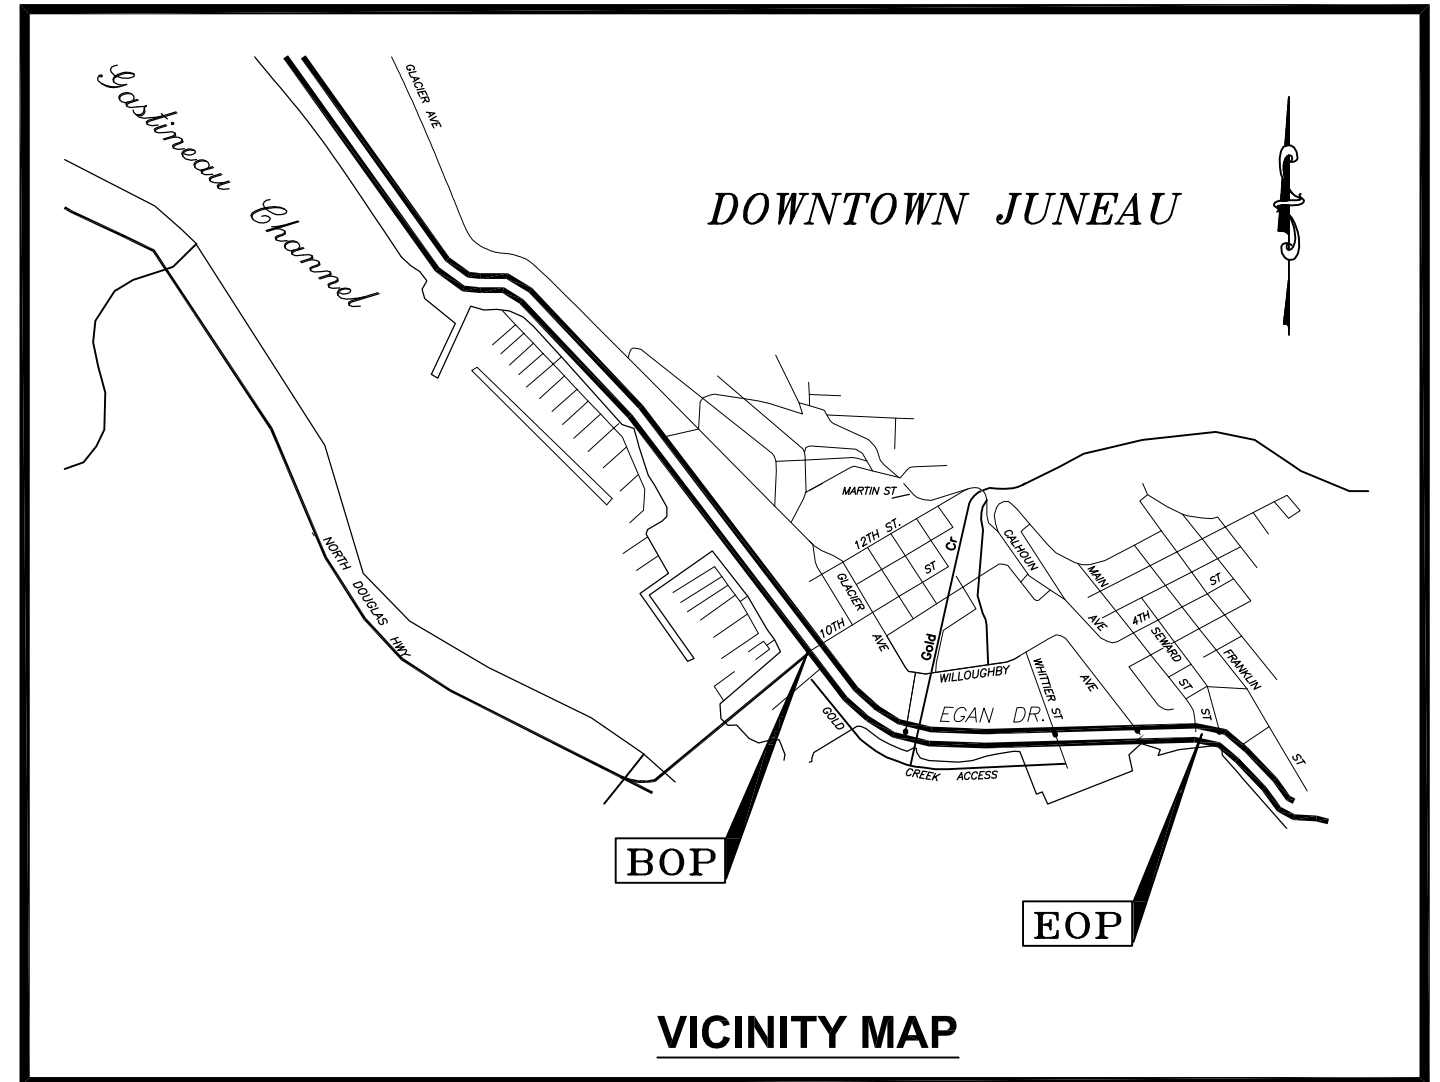 Gastineau Channel
GLACIER AVE
DOWNTOWN JUNEAU
MARTIN ST
12TH ST.
Cr
CALHOUN
MAIN
ST
GLACIER
ST
4TH
10TH
AVE
AVE
SEWARD
Gold
WILLOUGHBY
WHITTIER ST
AVE
FRANKLIN
ST
NORTH DOUGLAS HWY
GOLD
EGAN DR.
ST
ST
CREEK ACCESS
BOP
EOP
VICINITY MAP